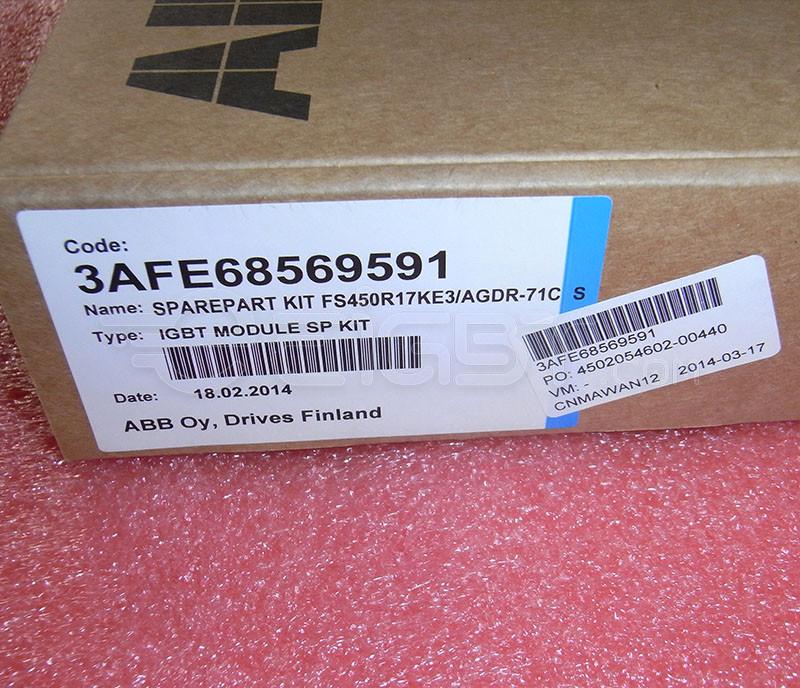 Code:
3AFE68569591
Name: SPAREPART KIT FS450R17KE3/AGDR-71C S
Type: IGBT MODULE SP KIT
Date: 18.02.2014
ABB Oy, Drives Finland
3AFE68569591
PO: 4502054602-00440
VM: -
CNMAWAN12 2014-03-17